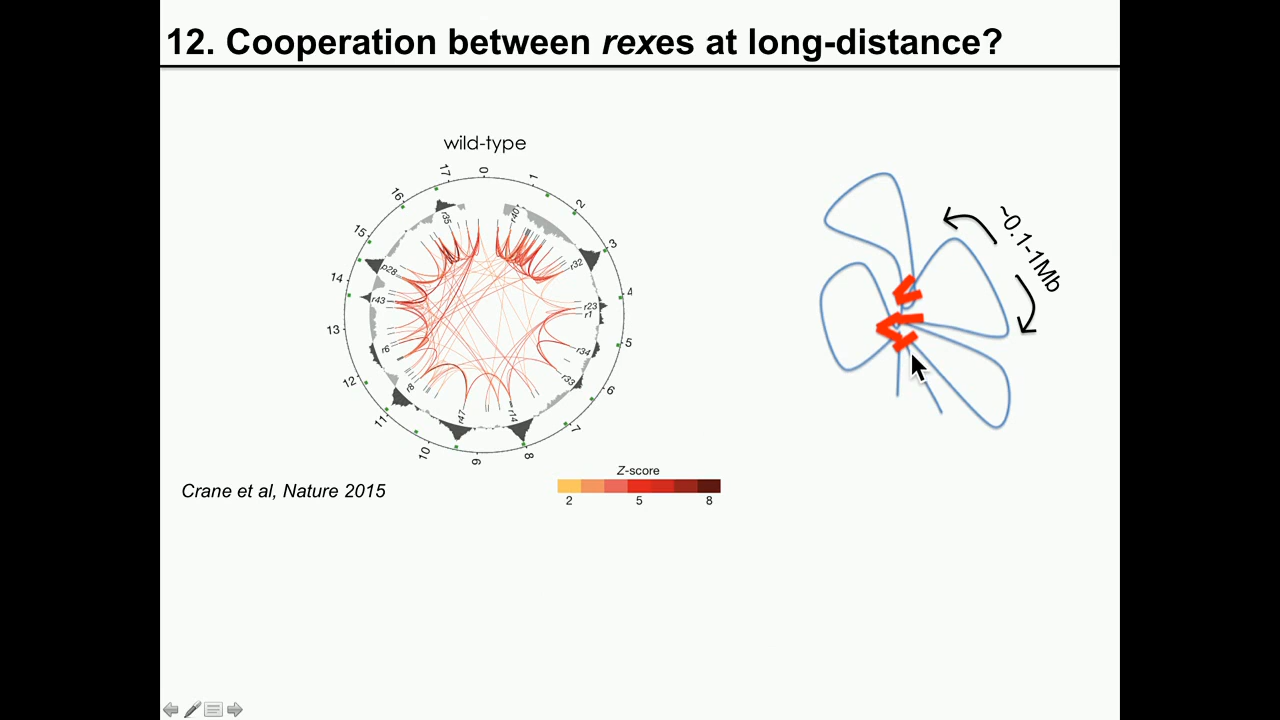 12. Cooperation between rexes at long-distance?
wild-type
0
1
2
3
4
5
6
7
8
9
10
11
12
13
14
15
16
17
r40
r32
r23
r1
r34
r33
r14
r47
r8
r6
r43
p28
r35
~0.1-1Mb
Z-score
2 5 8
Crane et al, Nature 2015